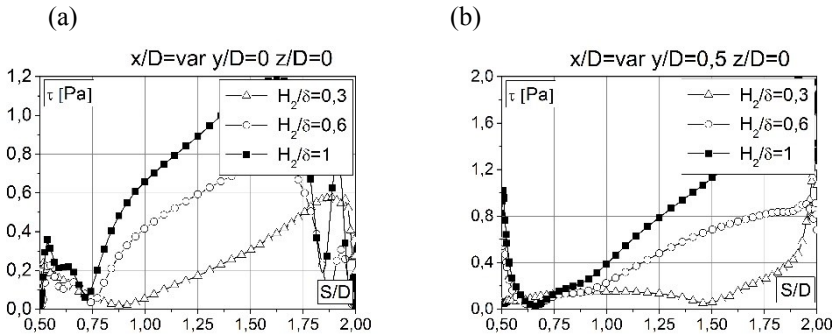 (a)
x/D=var y/D=0 z/D=0
τ [Pa]
H2/δ=0,3
H2/δ=0,6
H2/δ=1
1,2
1,0
0,8
0,6
0,4
0,2
0,0
S/D
0,50 0,75 1,00 1,25 1,50 1,75 2,00
(b)
x/D=var y/D=0,5 z/D=0
τ [Pa]
H2/δ=0,3
H2/δ=0,6
H2/δ=1
2,0
1,6
1,2
0,8
0,4
0,0
S/D
0,50 0,75 1,00 1,25 1,50 1,75 2,00